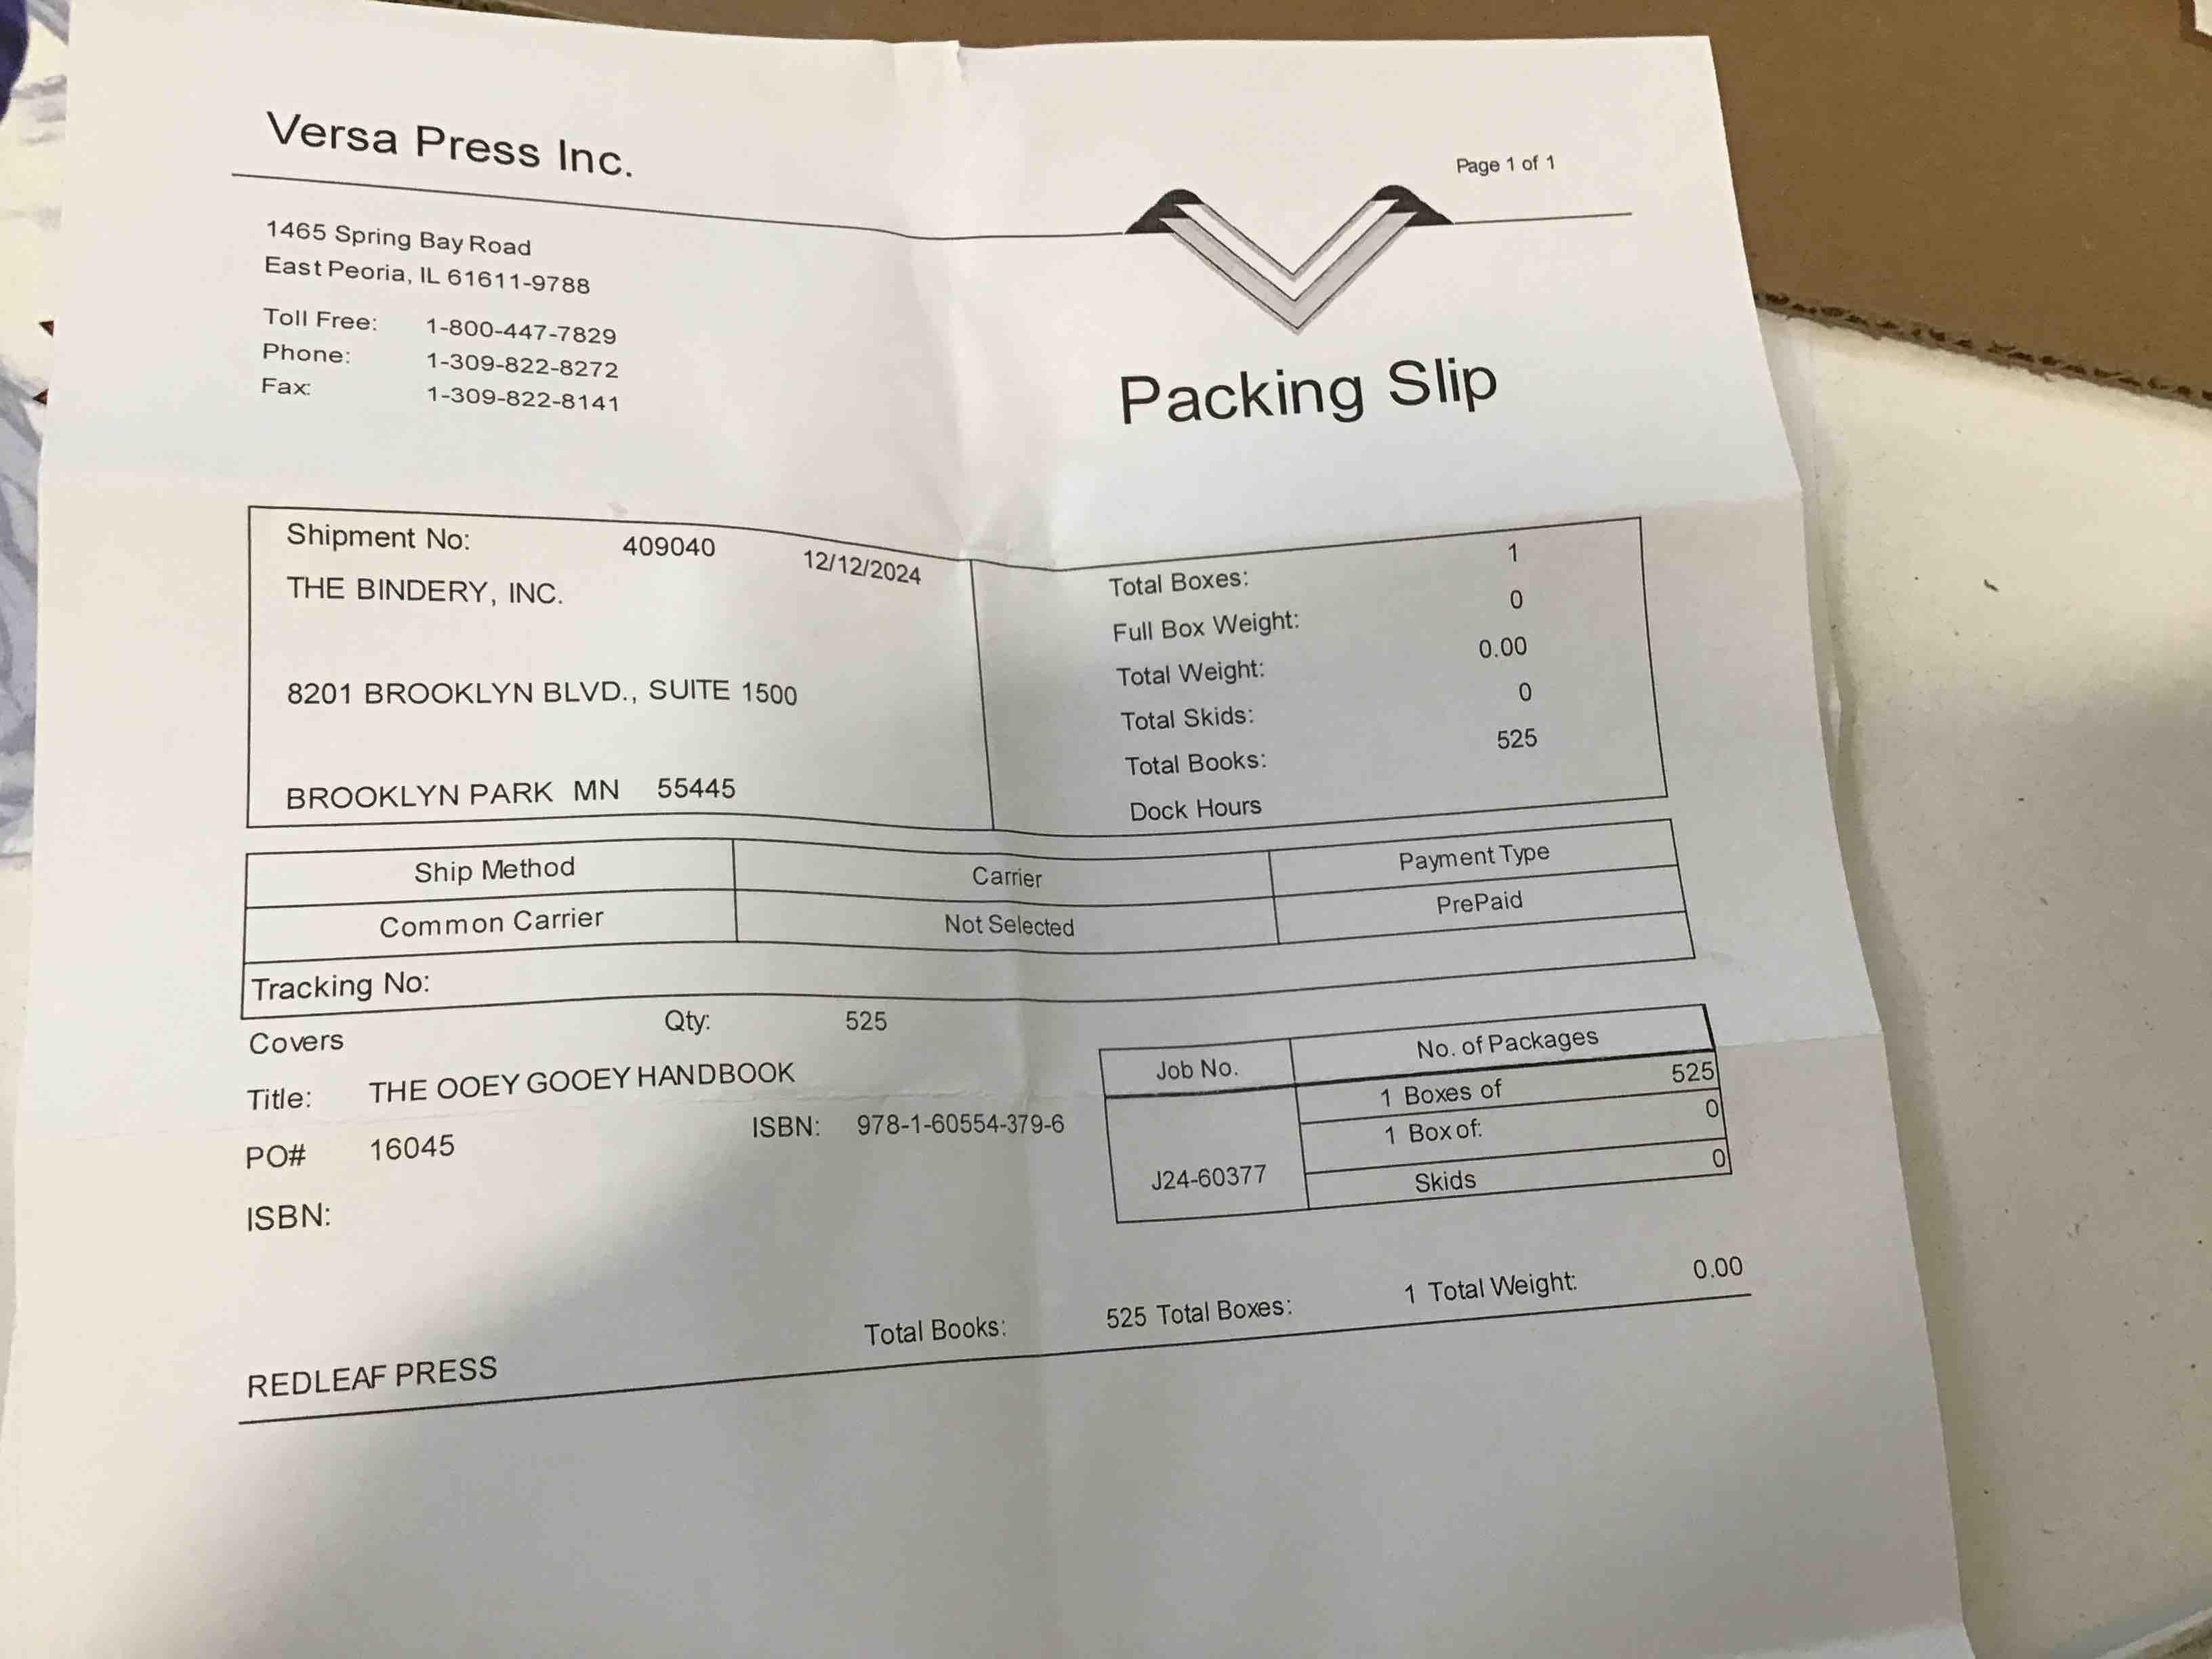 Versa Press Inc.
Page 1 of 1
1465 Spring Bay Road
East Peoria, IL 61611-9788
Toll Free: 1-800-447-7829
Phone: 1-309-822-8272
Fax: 1-309-822-8141
Packing Slip
Shipment No: 409040 12/12/2024
THE BINDERY, INC.
8201 BROOKLYN BLVD., SUITE 1500
BROOKLYN PARK MN 55445
Total Boxes: 1
Full Box Weight: 0
Total Weight: 0.00
Total Skids: 0
Total Books: 525
Dock Hours
Ship Method Carrier Payment Type
Common Carrier Not Selected PrePaid
Tracking No:
Covers Qty: 525
Title: THE OOEY GOOEY HANDBOOK
PO# 16045 ISBN: 978-1-60554-379-6
ISBN:
Job No. No. of Packages
1 Boxes of 525
1 Box of: 0
J24-60377
Skids 0
Total Books: 525 Total Boxes: 1 Total Weight: 0.00
REDLEAF PRESS